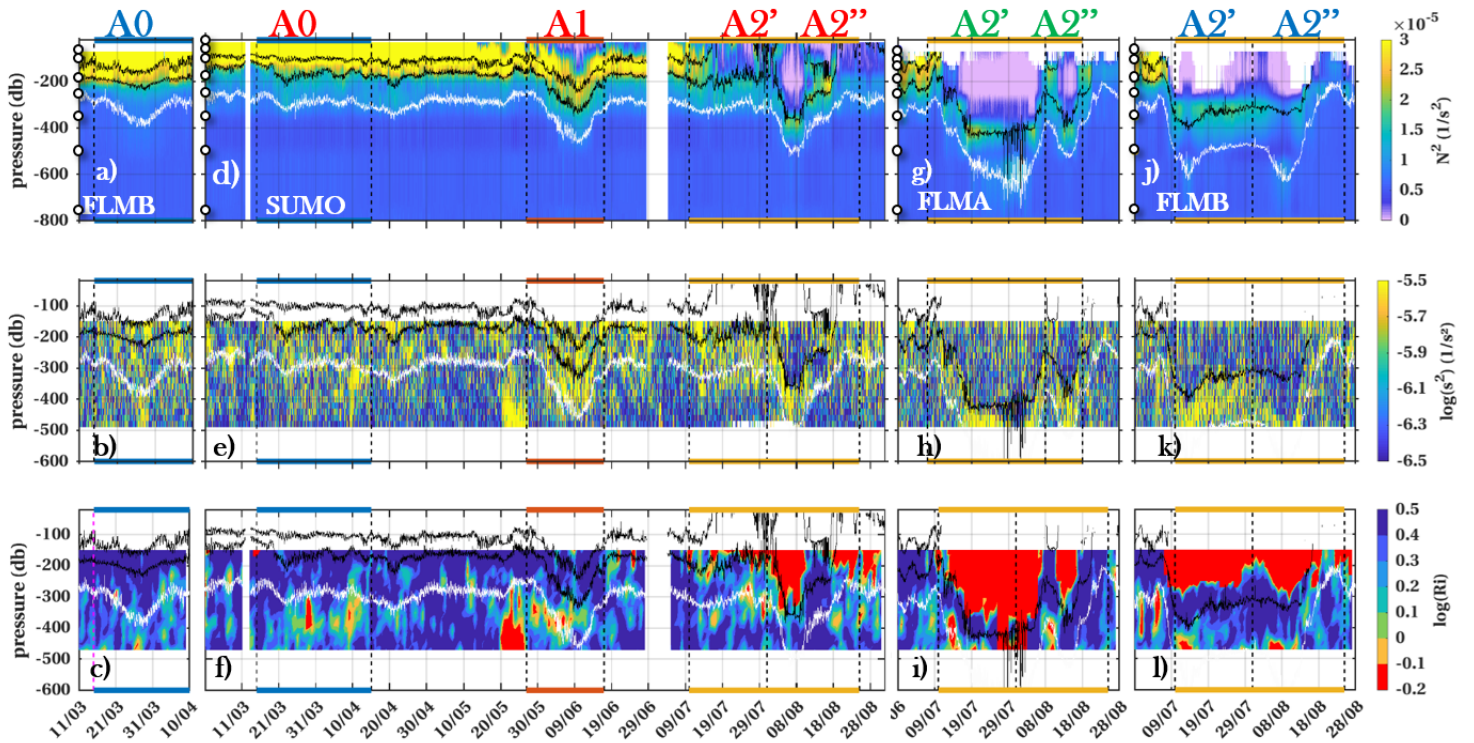 A0 A0 A1 A2’ A2” A2’ A2” A2’ A2”
×10⁻⁵
pressure (db)
-200
-400
-600
-800
a)
FLMB
d)
SUMO
g)
FLMA
j)
FLMB
3
2.5
2
1.5
1
0.5
0
N² (1/s²)
pressure (db)
-100
-200
-300
-400
-500
-600
b)
e)
h)
k)
-5.5
-5.7
-5.9
-6.1
-6.3
-6.5
log(s²) (1/s²)
pressure (db)
-100
-200
-300
-400
-500
-600
c)
f)
i)
l)
0.5
0.4
0.3
0.2
0.1
0
-0.1
-0.2
log(Ri)
11/03 21/03 31/03 10/04
11/03 21/03 31/03 10/04 20/04 30/04 10/05 20/05 30/05 09/06 19/06 29/06 09/07 19/07 29/07 08/08 18/08 28/08
09/07 19/07 29/07 08/08 18/08 28/08
09/07 19/07 29/07 08/08 18/08 28/08